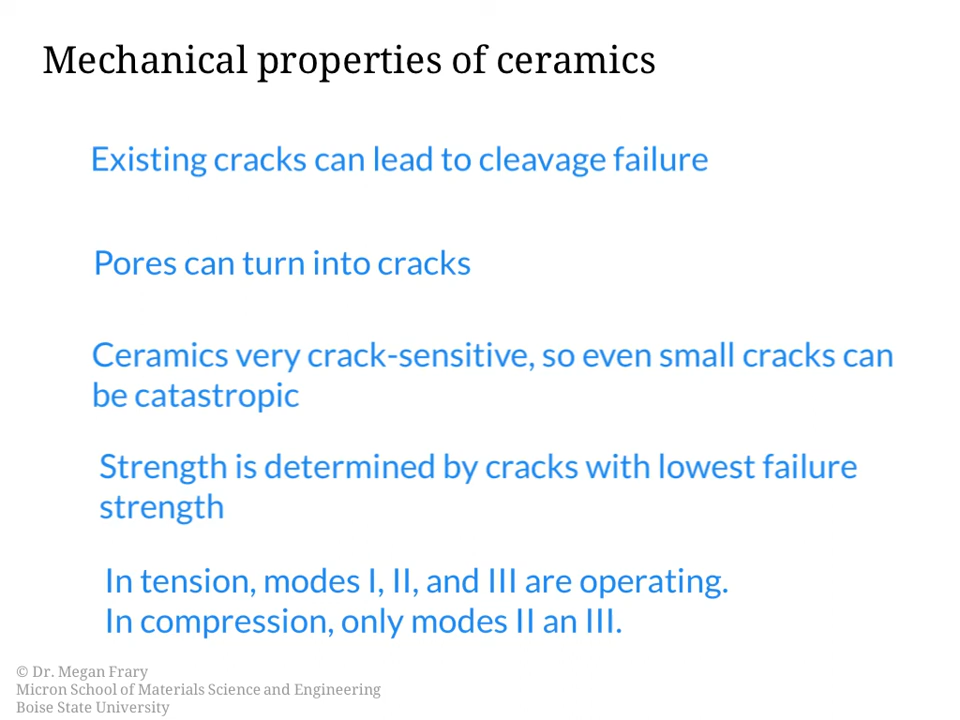 Mechanical properties of ceramics
Existing cracks can lead to cleavage failure
Pores can turn into cracks
Ceramics very crack-sensitive, so even small cracks can
be catastropic
Strength is determined by cracks with lowest failure
strength
In tension, modes I, II, and III are operating.
In compression, only modes II an III.
© Dr. Megan Frary
Micron School of Materials Science and Engineering
Boise State University